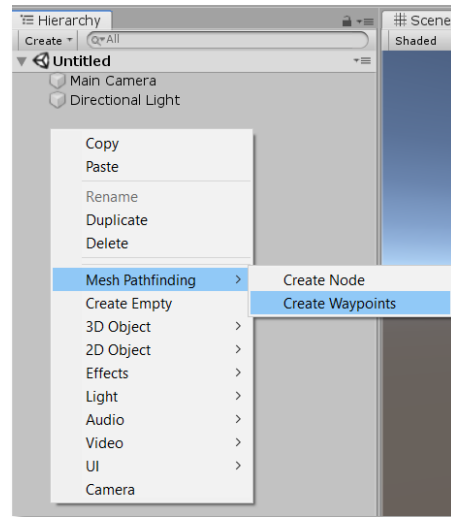 Hierarchy
# Scene
Create
All
Shaded
Untitled
Main Camera
Directional Light
Copy
Paste
Rename
Duplicate
Delete
Mesh Pathfinding
Create Node
Create Empty
Create Waypoints
3D Object
2D Object
Effects
Light
Audio
Video
UI
Camera